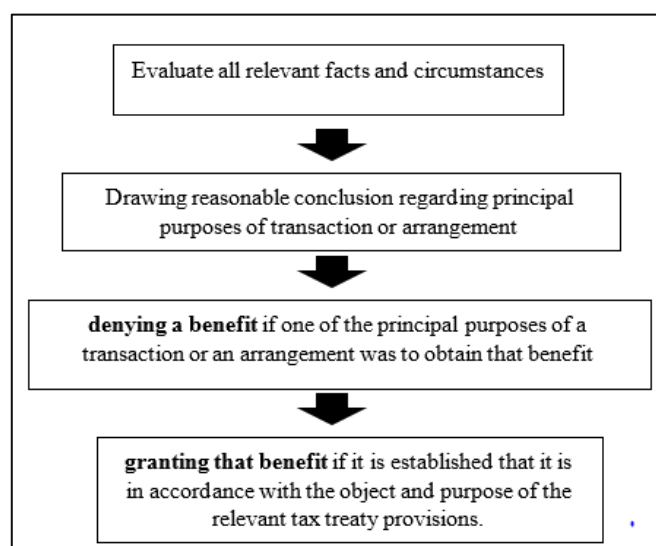 Evaluate all relevant facts and circumstances
Drawing reasonable conclusion regarding principal
purposes of transaction or arrangement
denying a benefit if one of the principal purposes of a
transaction or an arrangement was to obtain that benefit
granting that benefit if it is established that it is
in accordance with the object and purpose of the
relevant tax treaty provisions.